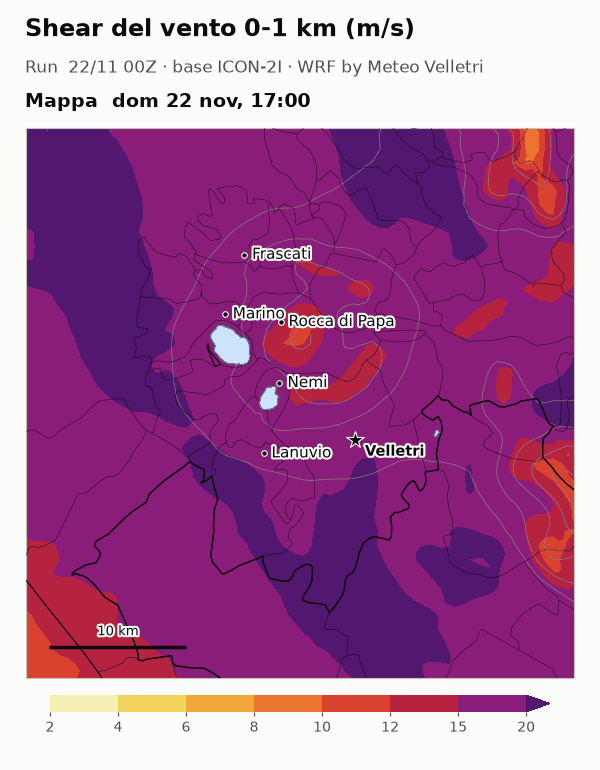 Shear del vento 0-1 km (m/s)
Run  22/11 00Z · base ICON-2I · WRF by Meteo Velletri
Mappa  dom 22 nov, 17:00
Frascati
Marino
Rocca di Papa
Nemi
Velletri
Lanuvio
10 km
2 4 6 8 10 12 15 20